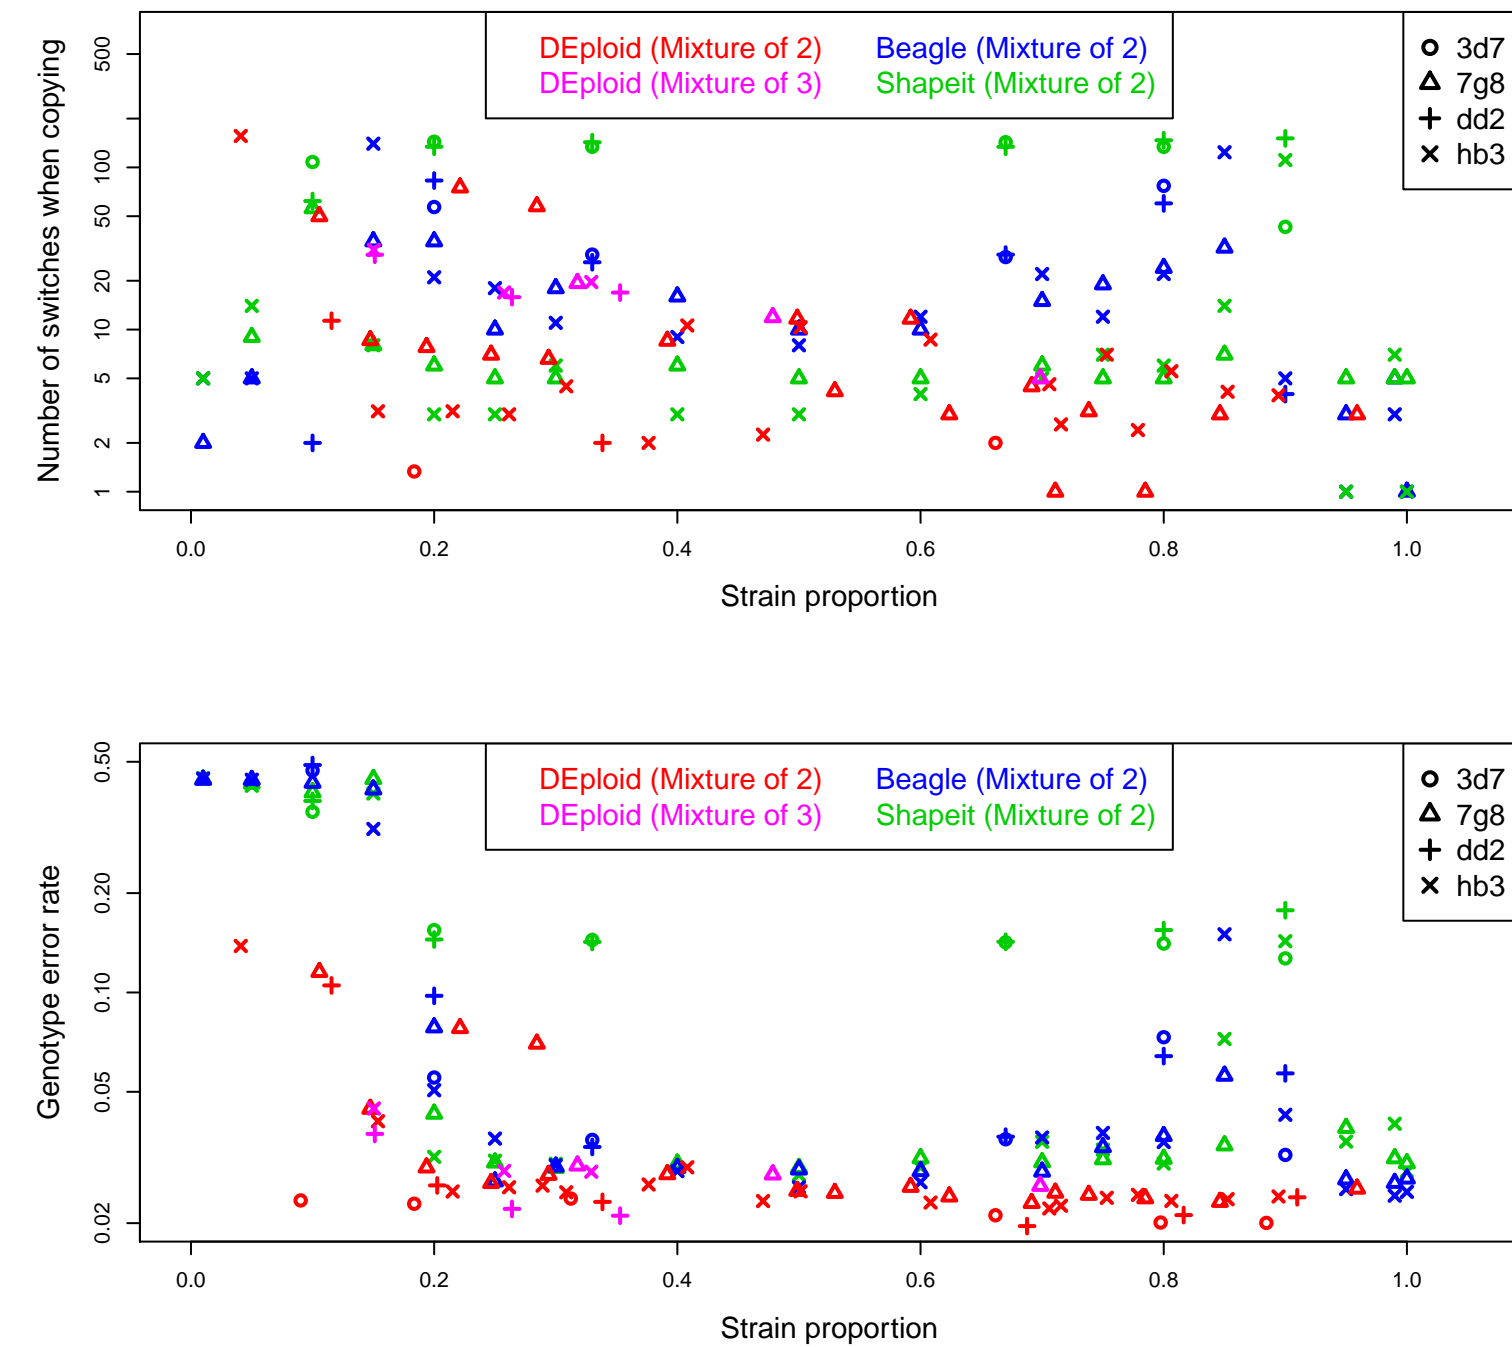 DEploid (Mixture of 2) Beagle (Mixture of 2)
DEploid (Mixture of 3) Shapeit (Mixture of 2)
3d7
7g8
dd2
hb3
Number of switches when copying
500
100
50
20
10
5
2
1
0.0 0.2 0.4 0.6 0.8 1.0
Strain proportion
DEploid (Mixture of 2) Beagle (Mixture of 2)
DEploid (Mixture of 3) Shapeit (Mixture of 2)
3d7
7g8
dd2
hb3
Genotype error rate
0.50
0.20
0.10
0.05
0.02
0.0 0.2 0.4 0.6 0.8 1.0
Strain proportion